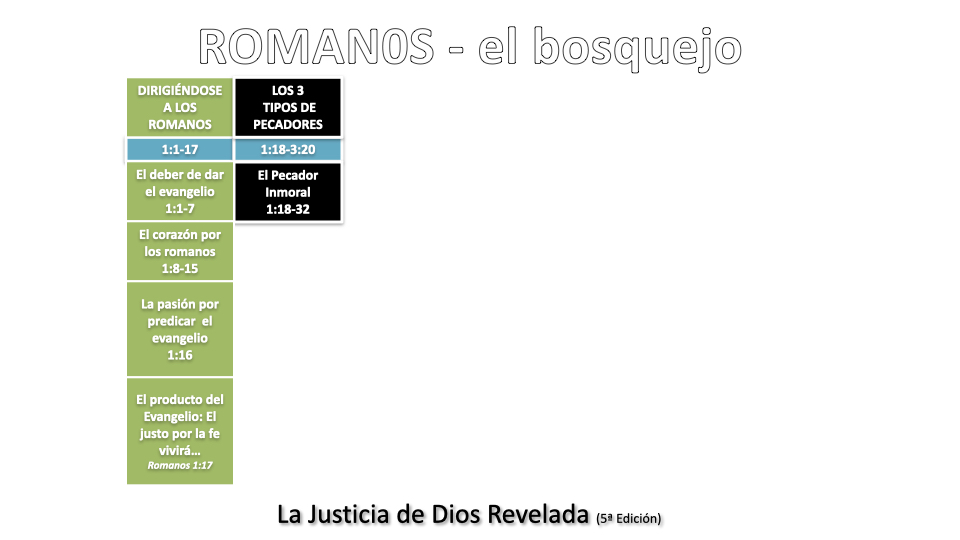 ROMAN0S - el bosquejo
DIRIGIÉNDOSE
A LOS
ROMANOS
LOS 3
TIPOS DE
PECADORES
1:1-17
1:18-3:20
El deber de dar
el evangelio
1:1-7
El Pecador
Inmoral
1:18-32
El corazón por
los romanos
1:8-15
La pasión por
predicar el
evangelio
1:16
El producto del
Evangelio: El
justo por la fe
vivirá...
Romanos 1:17
La Justicia de Dios Revelada (5ª Edición)